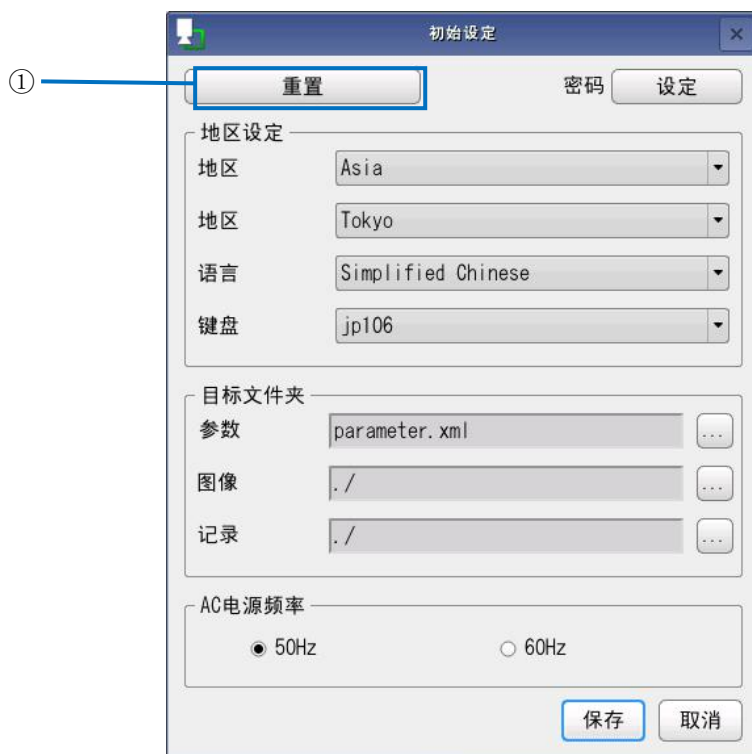 初始设定
①
重置
密码 设定
地区设定
地区 Asia
地区 Tokyo
语言 Simplified Chinese
键盘 jp106
目标文件夹
参数 parameter.xml ...
图像 ./ ...
记录 ./ ...
AC电源频率
50Hz 60Hz
保存 取消